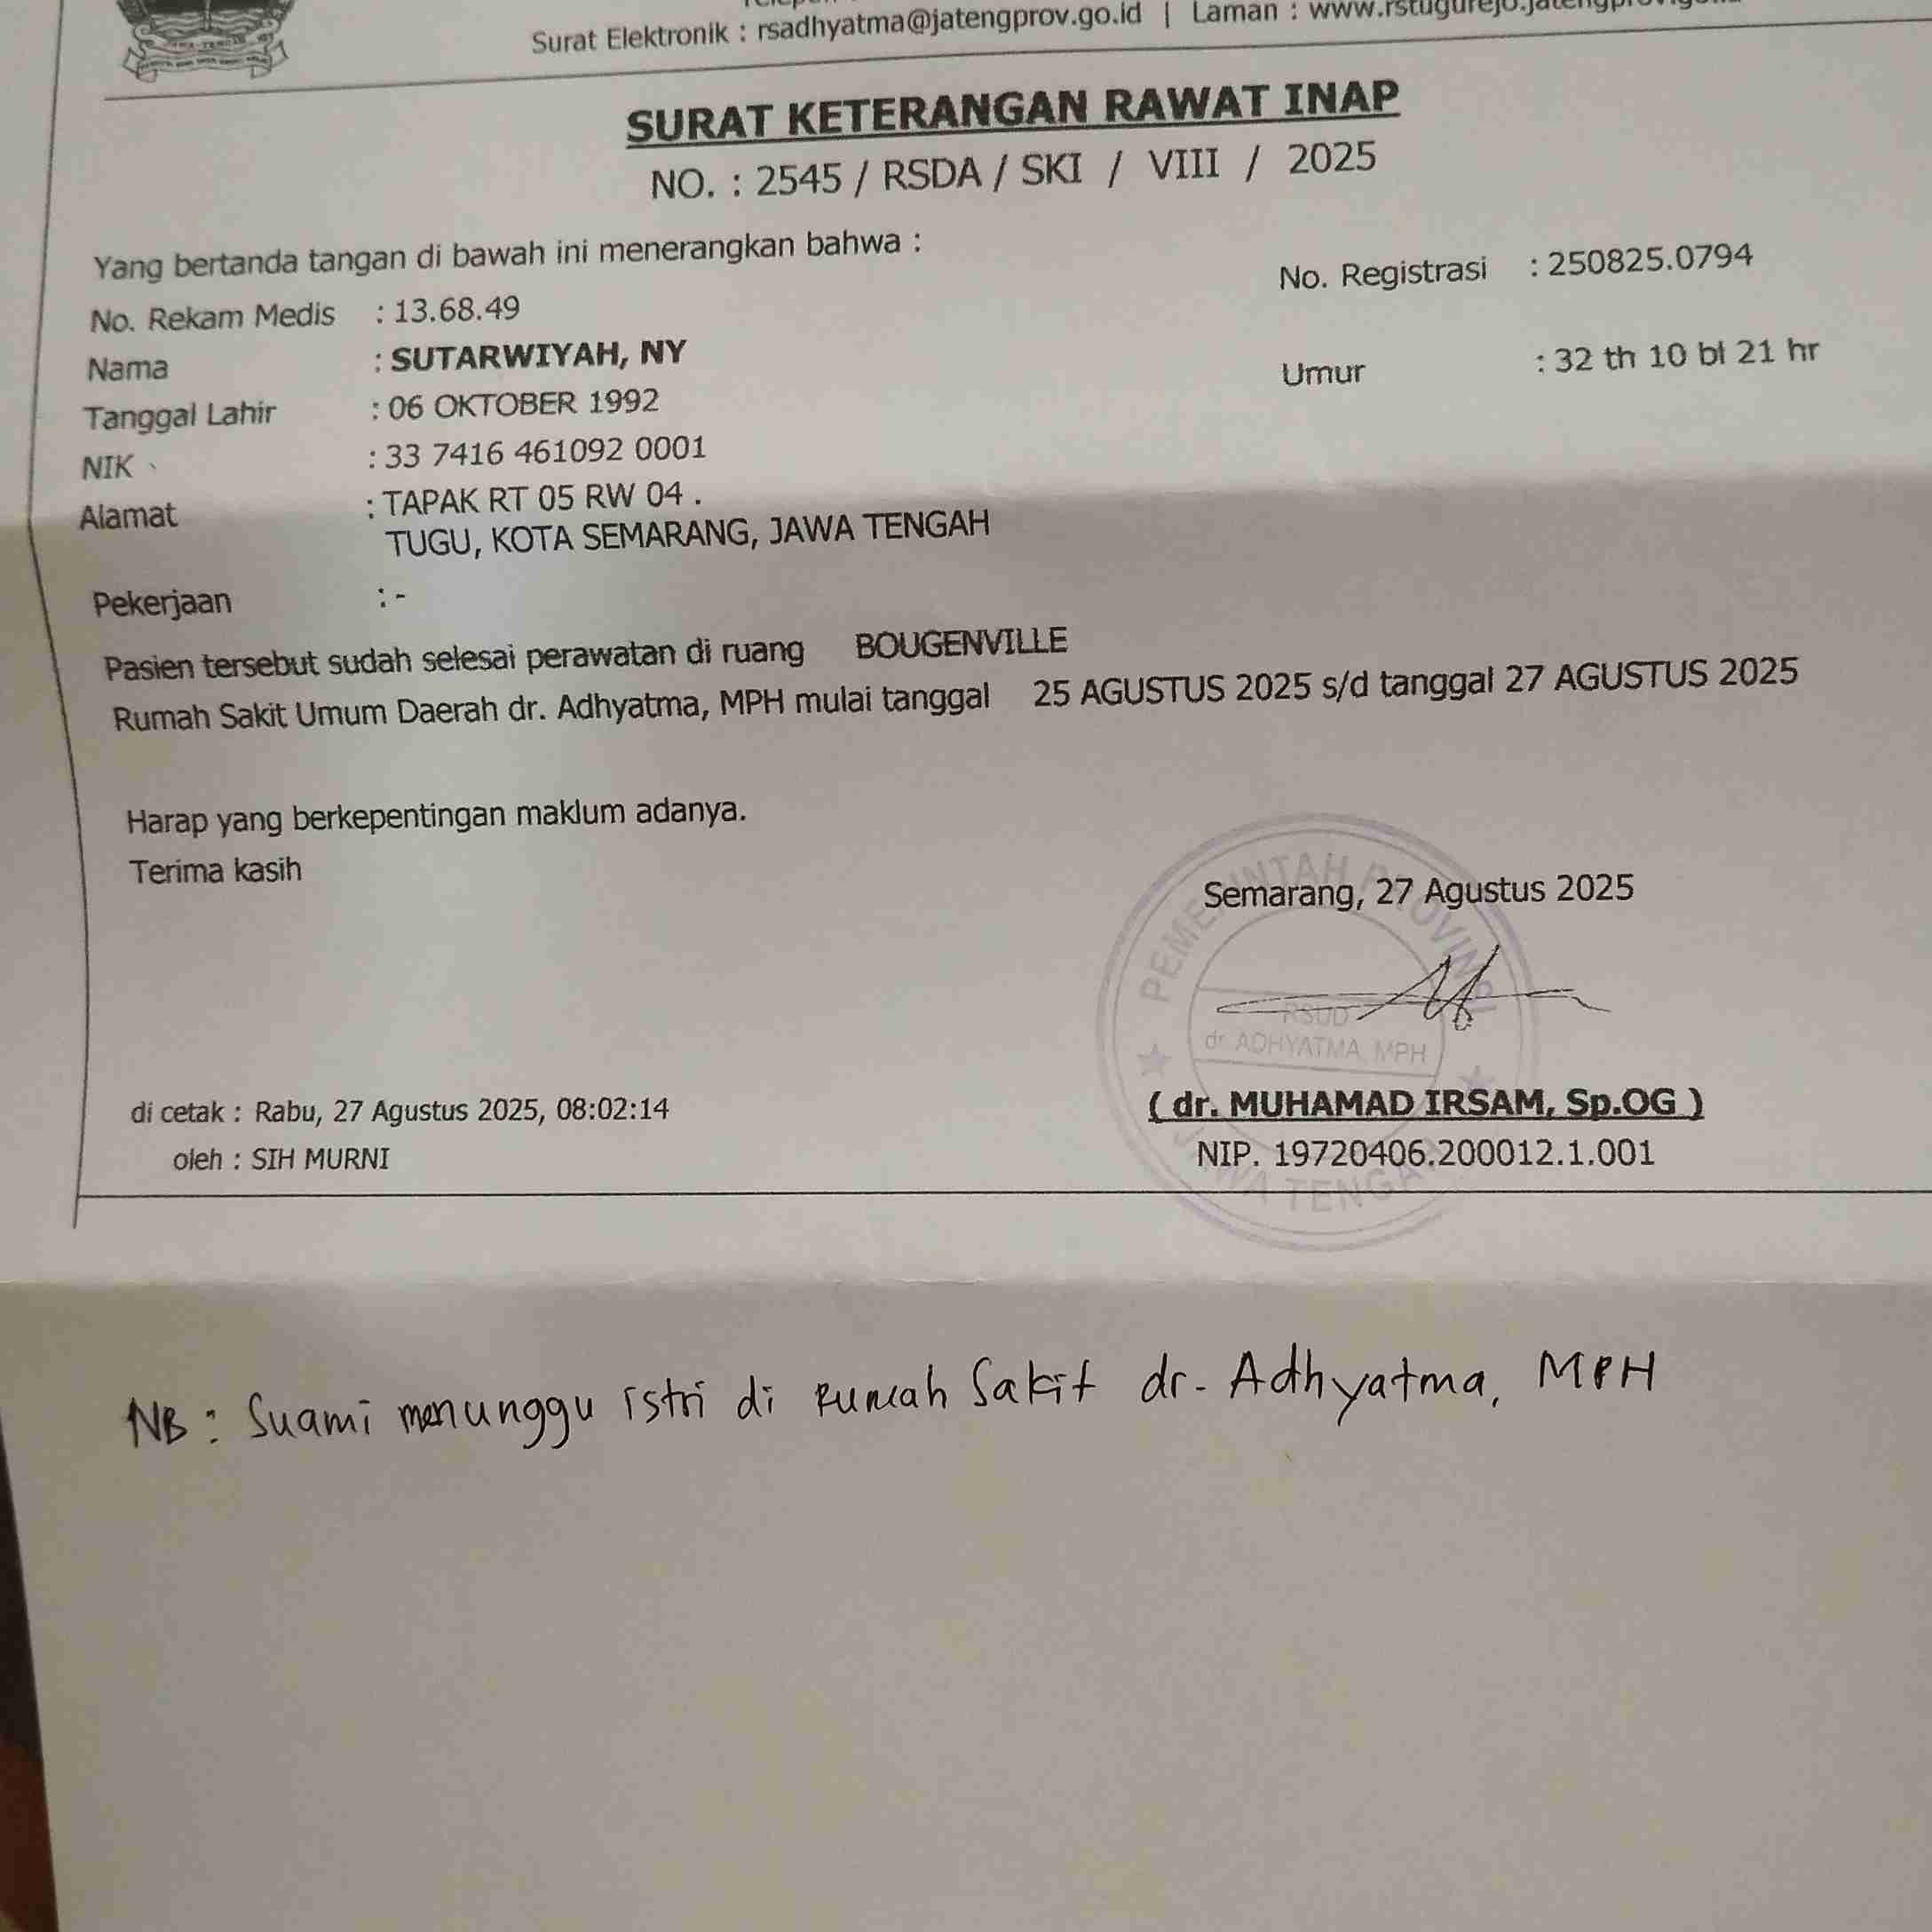 Surat Elektronik : rsadhyatma@jatengprov.go.id | Laman :
SURAT KETERANGAN RAWAT INAP
NO. : 2545 / RSDA / SKI / VIII / 2025
Yang bertanda tangan di bawah ini menerangkan bahwa :
No. Rekam Medis : 13.68.49 No. Registrasi : 250825.0794
Nama : SUTARWIYAH, NY
Tanggal Lahir : 06 OKTOBER 1992 Umur : 32 th 10 bl 21 hr
NIK : 33 7416 461092 0001
Alamat : TAPAK RT 05 RW 04 .
TUGU, KOTA SEMARANG, JAWA TENGAH
Pekerjaan : -
Pasien tersebut sudah selesai perawatan di ruang BOUGENVILLE
Rumah Sakit Umum Daerah dr. Adhyatma, MPH mulai tanggal 25 AGUSTUS 2025 s/d tanggal 27 AGUSTUS 2025
Harap yang berkepentingan maklum adanya.
Terima kasih
Semarang, 27 Agustus 2025
PEMERINTAH PROVINSI
RSUD
dr ADHYATMA, MPH
JAWA TENGAH
( dr. MUHAMAD IRSAM, Sp.OG )
NIP. 19720406.200012.1.001
di cetak : Rabu, 27 Agustus 2025, 08:02:14
oleh : SIH MURNI
NB : Suami menunggu istri di Rumah Sakit dr. Adhyatma, MPH